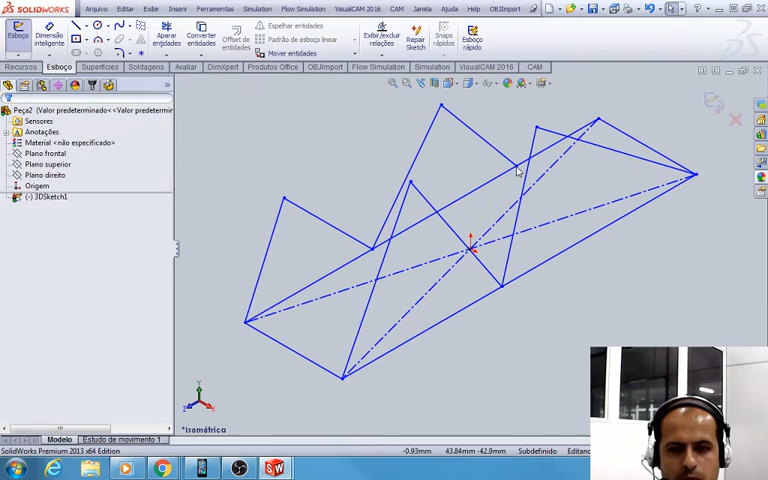 SOLIDWORKS
Arquivo Editar Exibir Inserir Ferramentas Simulation Flow Simulation VisualCAM 2016 CAM Janela Ajuda Express OBJImport
Esboço
Dimensão inteligente
Aparar entidades
Converter entidades
Offset de entidades
Espelhar entidades
Padrão de esboço linear
Mover entidades
Exibir/excluir relações
Repair Sketch
Snaps rápidos
Esboço rápido
Recursos Esboço Superfícies Soldagens Avaliar DimXpert Produtos Office OBJImport Flow Simulation Simulation VisualCAM 2016 CAM
Peça2 (Valor predeterminado<<Valor predetermin
Sensores
Anotações
Material <não especificado>
Plano frontal
Plano superior
Plano direito
Origem
(-) 3DSketch1
Y
Z
X
*Isométrica
Modelo Estudo de movimento 1
SolidWorks Premium 2013 x64 Edition
-0.93mm
43.84mm -42.9mm
Subdefinido
Editanc